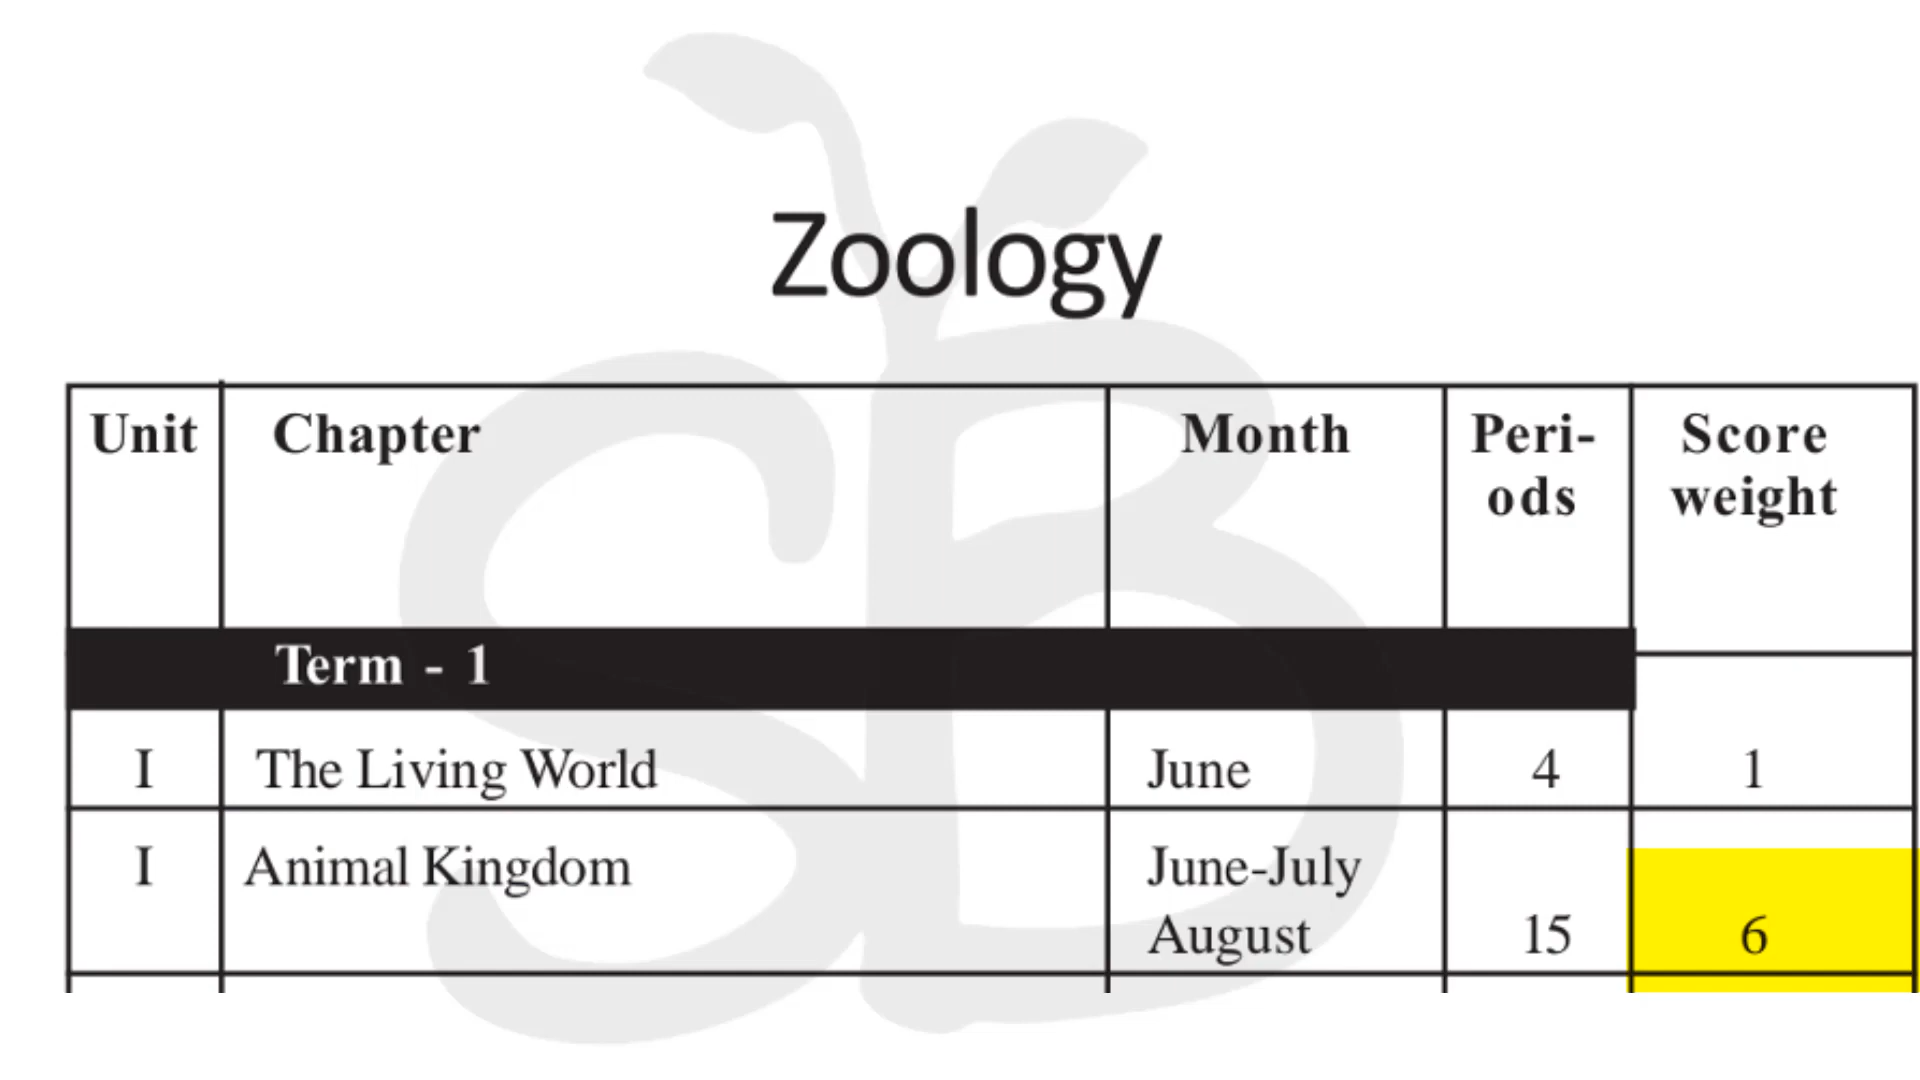 Zoology
Unit Chapter Month Peri- Score
ods weight
Term - 1
I The Living World June 4 1
I Animal Kingdom June-July
August 15 6